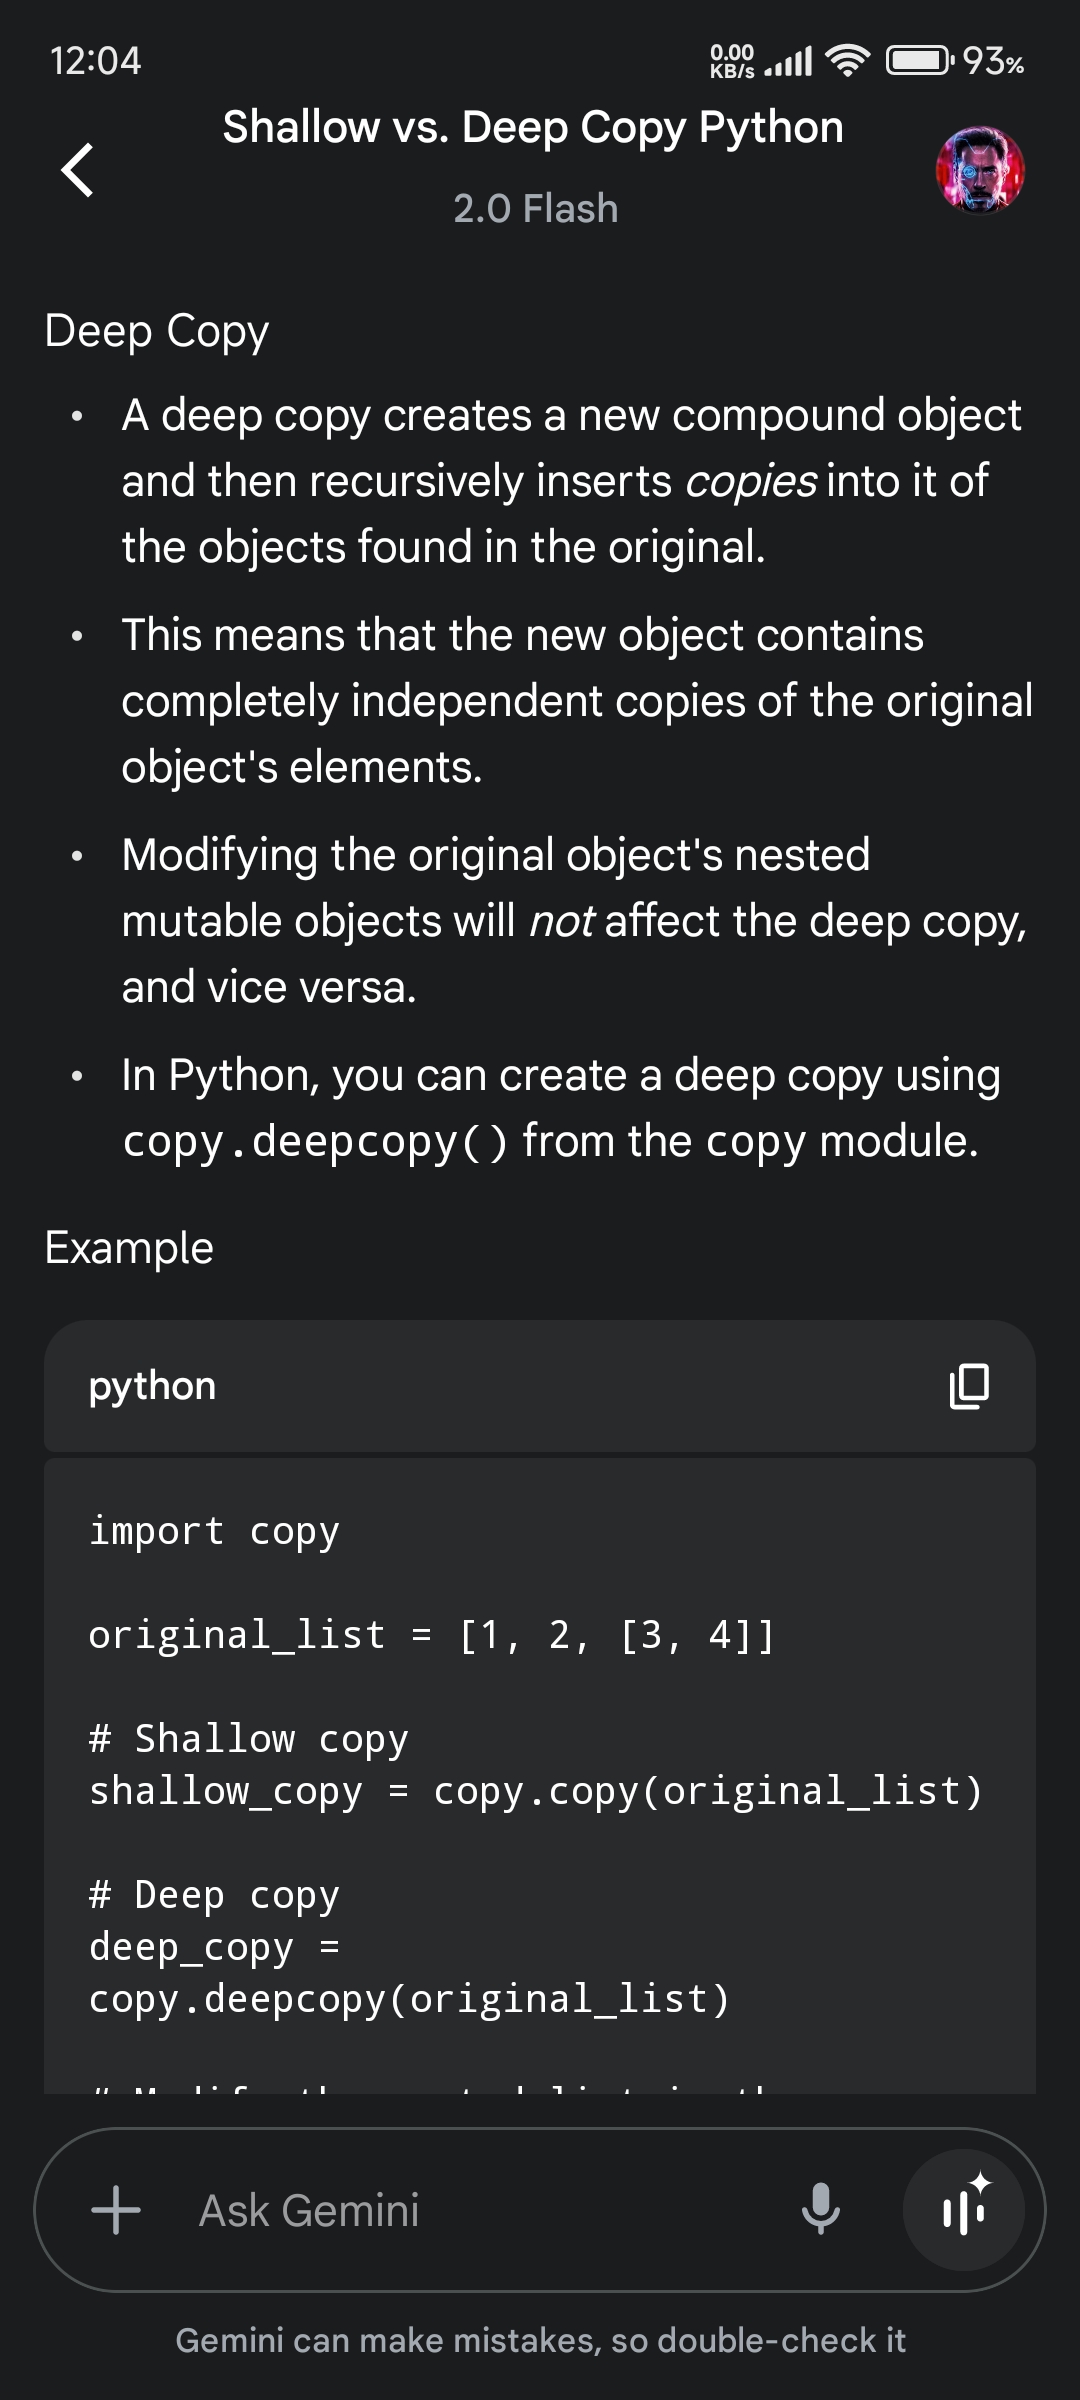 12:04
0.00
KB/s
93%
Shallow vs. Deep Copy Python
2.0 Flash
Deep Copy
• A deep copy creates a new compound object
and then recursively inserts copies into it of
the objects found in the original.
• This means that the new object contains
completely independent copies of the original
object's elements.
• Modifying the original object's nested
mutable objects will not affect the deep copy,
and vice versa.
• In Python, you can create a deep copy using
copy.deepcopy() from the copy module.
Example
python
import copy
original_list = [1, 2, [3, 4]]
# Shallow copy
shallow_copy = copy.copy(original_list)
# Deep copy
deep_copy =
copy.deepcopy(original_list)
Ask Gemini
Gemini can make mistakes, so double-check it